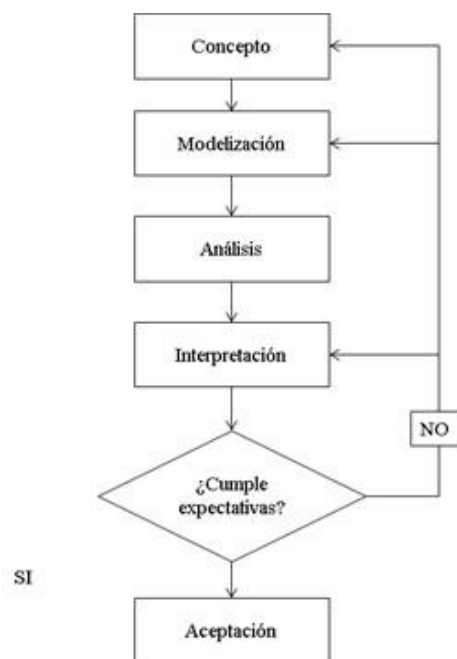 Concepto
Modelización
Análisis
Interpretación
NO
¿Cumple
expectativas?
SI
Aceptación